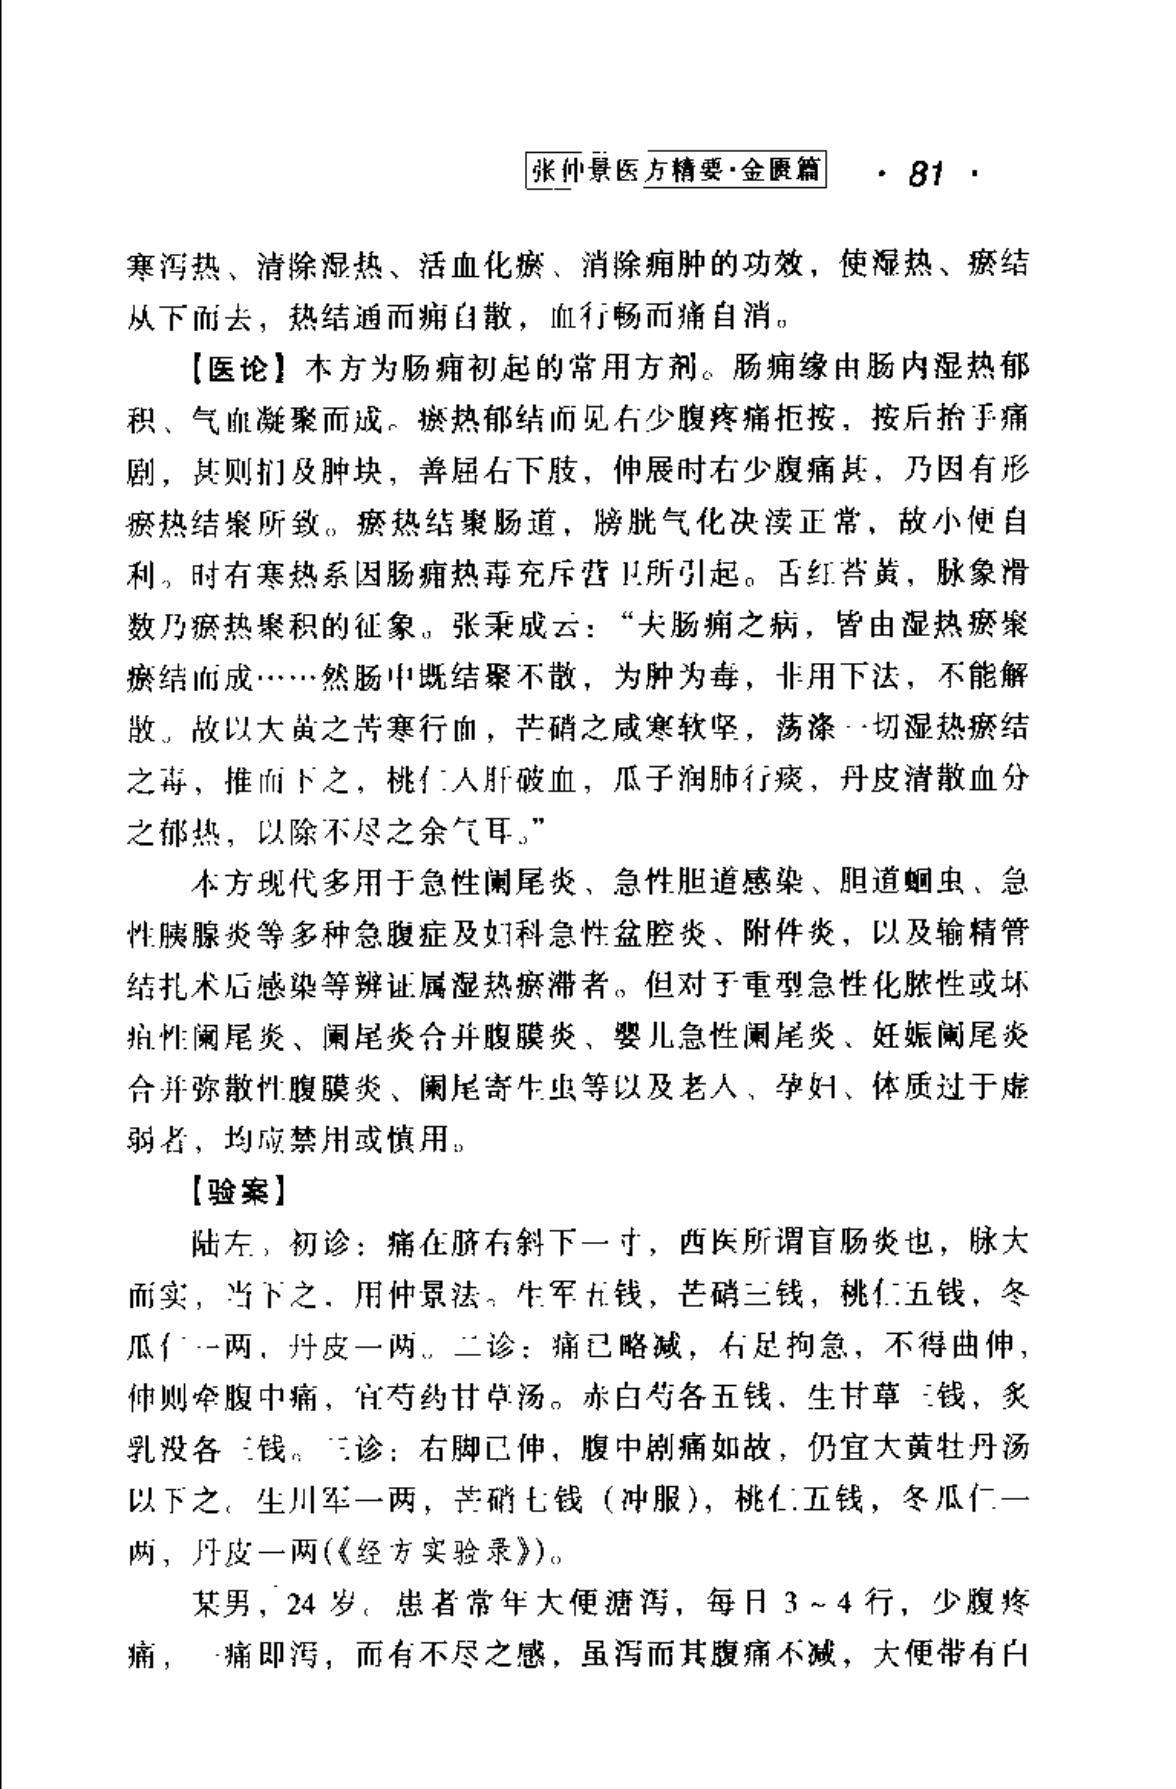 张仲景医方精要·金匮篇 · 81 ·
寒泻热、清除湿热、活血化瘀、消除痈肿的功效，使湿热、瘀结
从下而去，热结通而痈自散，血行畅而痛自消。
【医论】本方为肠痈初起的常用方剂。肠痈缘由肠内湿热郁
积、气血凝聚而成。瘀热郁结而见右少腹疼痛拒按，按后抬手痛
剧，甚则扪及肿块，善屈右下肢，伸展时右少腹痛甚，乃因有形
瘀热结聚所致。瘀热结聚肠道，膀胱气化决渎正常，故小便自
利。时有寒热系因肠痈热毒充斥营卫所引起。舌红苔黄，脉象滑
数乃瘀热聚积的征象。张秉成云：“夫肠痈之病，皆由湿热瘀聚
瘀结而成……然肠中既结聚不散，为肿为毒，非用下法，不能解
散。故以大黄之苦寒行血，芒硝之咸寒软坚，荡涤一切湿热瘀结
之毒，推而下之，桃仁入肝破血，瓜子润肺行痰，丹皮清散血分
之郁热，以除不尽之余气耳。”
本方现代多用于急性阑尾炎、急性胆道感染、胆道蛔虫、急
性胰腺炎等多种急腹症及妇科急性盆腔炎、附件炎，以及输精管
结扎术后感染等辨证属湿热瘀滞者。但对于重型急性化脓性或坏
疽性阑尾炎、阑尾炎合并腹膜炎、婴儿急性阑尾炎、妊娠阑尾炎
合并弥散性腹膜炎、阑尾寄生虫等以及老人、孕妇、体质过于虚
弱者，均应禁用或慎用。
【验案】
陆左。初诊：痛在脐右斜下一寸，西医所谓盲肠炎也，脉大
而实，当下之，用仲景法。生军五钱，芒硝三钱，桃仁五钱，冬
瓜仁一两，丹皮一两。二诊：痛已略减，右足拘急，不得曲伸，
伸则牵腹中痛，宜芍药甘草汤。赤白芍各五钱，生甘草三钱，炙
乳没各三钱。三诊：右脚已伸，腹中剧痛如故，仍宜大黄牡丹汤
以下之。生川军一两，芒硝七钱（冲服），桃仁五钱，冬瓜仁一
两，丹皮一两(《经方实验录》)。
某男，24 岁。患者常年大便溏泻，每日 3～4 行，少腹疼
痛，一痛即泻，而有不尽之感，虽泻而其腹痛不减，大便带有白